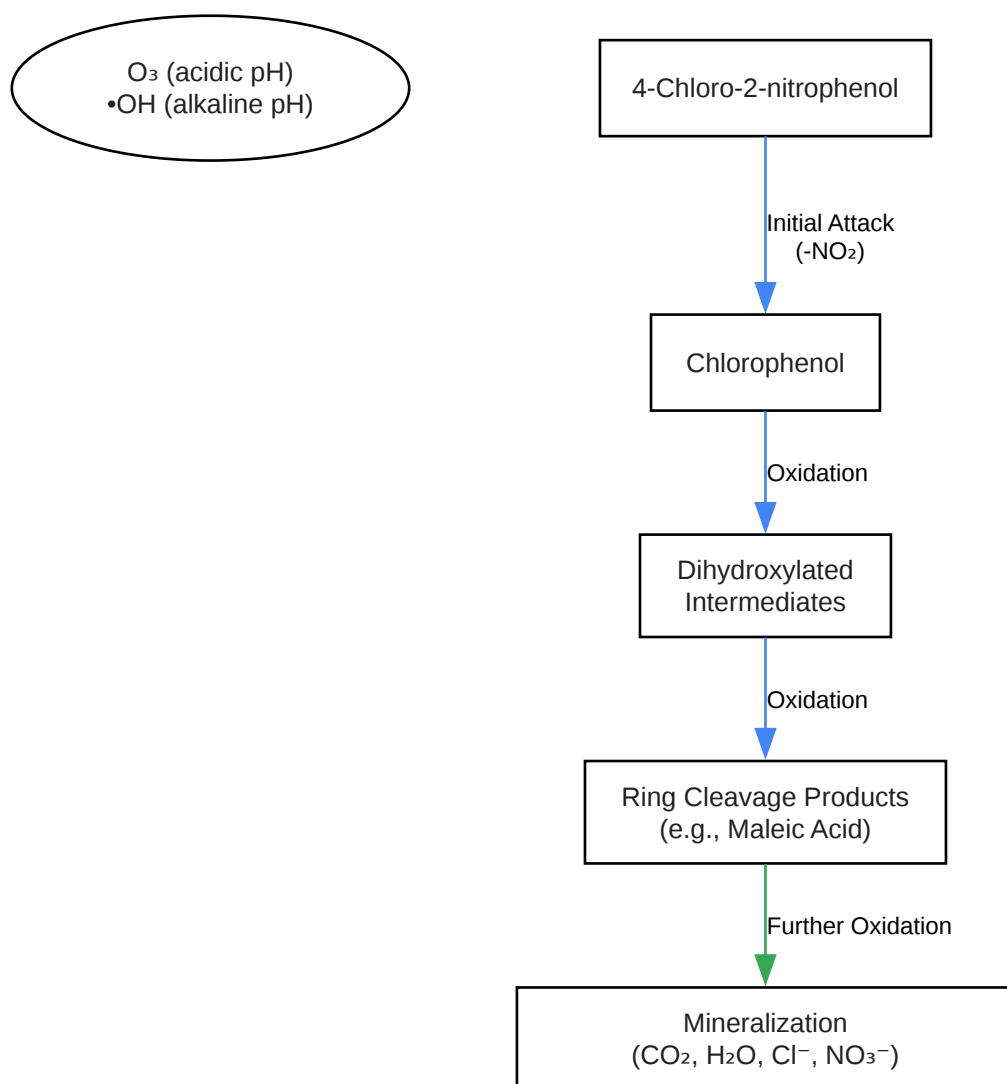 O₃ (acidic pH)
•OH (alkaline pH)
4-Chloro-2-nitrophenol
Initial Attack
(-NO₂)
Chlorophenol
Oxidation
Dihydroxylated
Intermediates
Oxidation
Ring Cleavage Products
(e.g., Maleic Acid)
Further Oxidation
Mineralization
(CO₂, H₂O, Cl⁻, NO₃⁻)